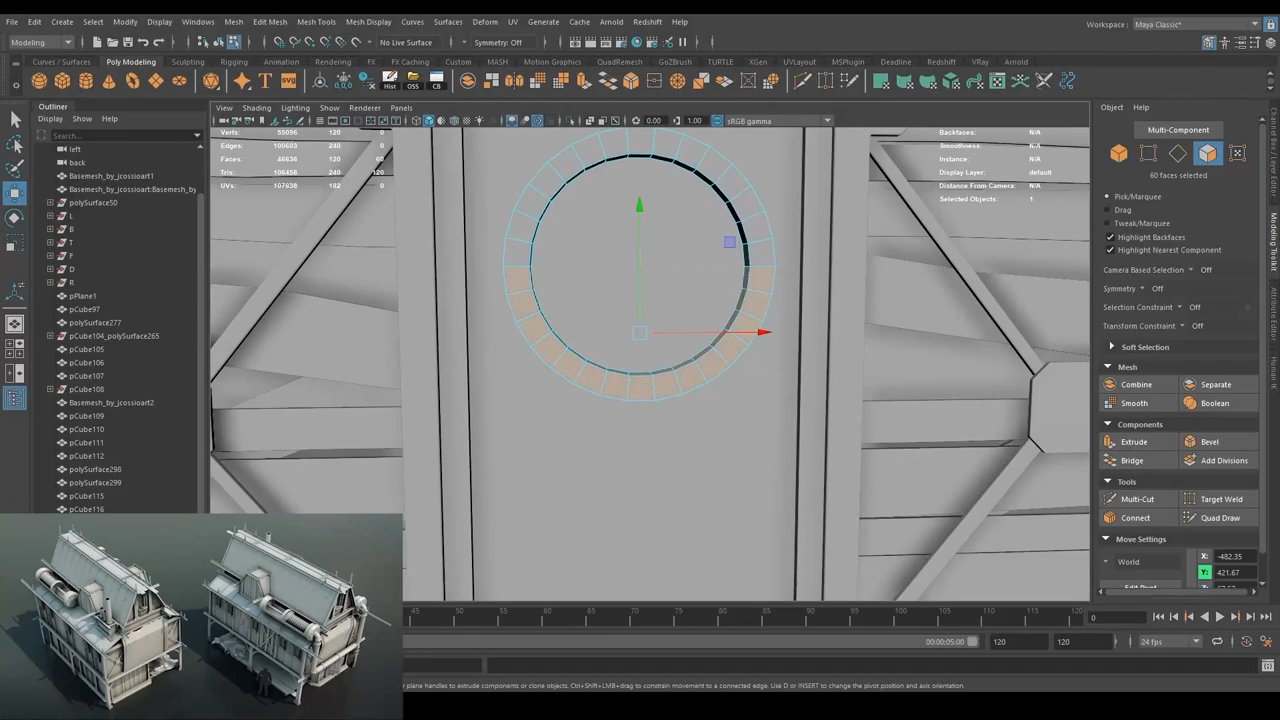 File Edit Create Select Modify Display Windows Mesh Edit Mesh Mesh Tools Mesh Display Curves Surfaces Deform UV Generate Cache Arnold Redshift Help
Workspace : Maya Classic*
Modeling
No Live Surface
Symmetry: Off
Curves / Surfaces Poly Modeling Sculpting Rigging Animation Rendering FX FX Caching Custom MASH Motion Graphics QuadRemesh GoZBrush TURTLE XGen UVLayout MSPlugin Deadline Redshift VRay Arnold
Hist OSS CB
Outliner
Display Show Help
Search...
left
back
Basemesh_by_jcossioart1
Basemesh_by_jcossioart:Basemesh_by
polySurface50
L
B
T
F
D
R
pPlane1
pCube97
polySurface277
pCube104_polySurface265
pCube105
pCube106
pCube107
pCube108
Basemesh_by_jcossioart2
pCube109
pCube110
pCube111
pCube112
polySurface298
polySurface299
pCube115
pCube116
View Shading Lighting Show Renderer Panels
0.00 1.00 sRGB gamma
Verts: 55096 120 0
Edges: 100603 240 0
Faces: 46636 120 60
Tris: 106456 240 120
UVs: 107638 182 0
Backfaces: N/A
Smoothness: N/A
Instance: N/A
Display Layer: default
Distance From Camera: N/A
Selected Objects: 1
Object Help
Multi-Component
60 faces selected
Pick/Marquee
Drag
Tweak/Marquee
Highlight Backfaces
Highlight Nearest Component
Camera Based Selection Off
Symmetry Off
Selection Constraint Off
Transform Constraint Off
Soft Selection
Mesh
Combine Separate
Smooth Boolean
Components
Extrude Bevel
Bridge Add Divisions
Tools
Multi-Cut Target Weld
Connect Quad Draw
Move Settings
World
X: -482.35
Y: 421.67
Channel Box / Layer Editor
Modeling Toolkit
Attribute Editor
45 50 55 60 65 70 75 80 85 90 95 100 105 110 115 120
0
00:00:05:00 120 120 24 fps
plane handles to extrude components or clone objects. Ctrl+Shift+LMB+drag to constrain movement to a connected edge. Use D or INSERT to change the pivot position and axis orientation.